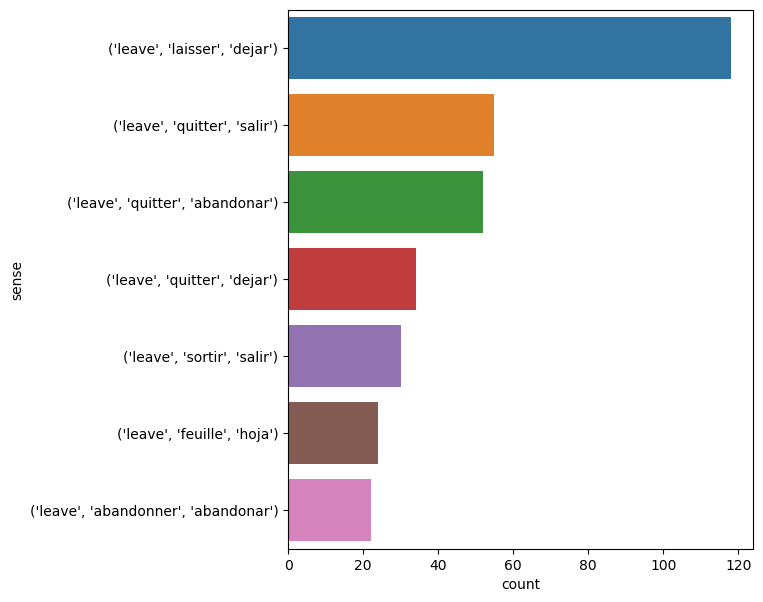 ('leave', 'laisser', 'dejar')
('leave', 'quitter', 'salir')
('leave', 'quitter', 'abandonar')
('leave', 'quitter', 'dejar')
('leave', 'sortir', 'salir')
('leave', 'feuille', 'hoja')
('leave', 'abandonner', 'abandonar')
sense
0 20 40 60 80 100 120
count